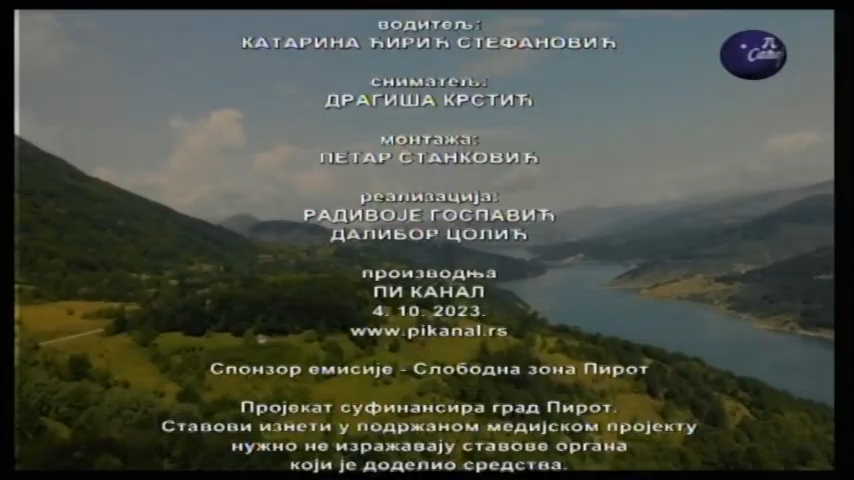 водитељ:
КАТАРИНА ЋИРИЋ СТЕФАНОВИЋ
сниматељ:
ДРАГИША КРСТИЋ
монтажа:
ПЕТАР СТАНКОВИЋ
реализација:
РАДИВОЈЕ ГОСПАВИЋ
ДАЛИБОР ЦОЛИЋ
производња
ПИ КАНАЛ
4. 10. 2023.
www.pikanal.rs
Спонзор емисије - Слободна зона Пирот
Пројекат суфинансира град Пирот.
Ставови изнети у подржаном медијском пројекту
нужно не изражавају ставове органа
који је доделио средства.
π